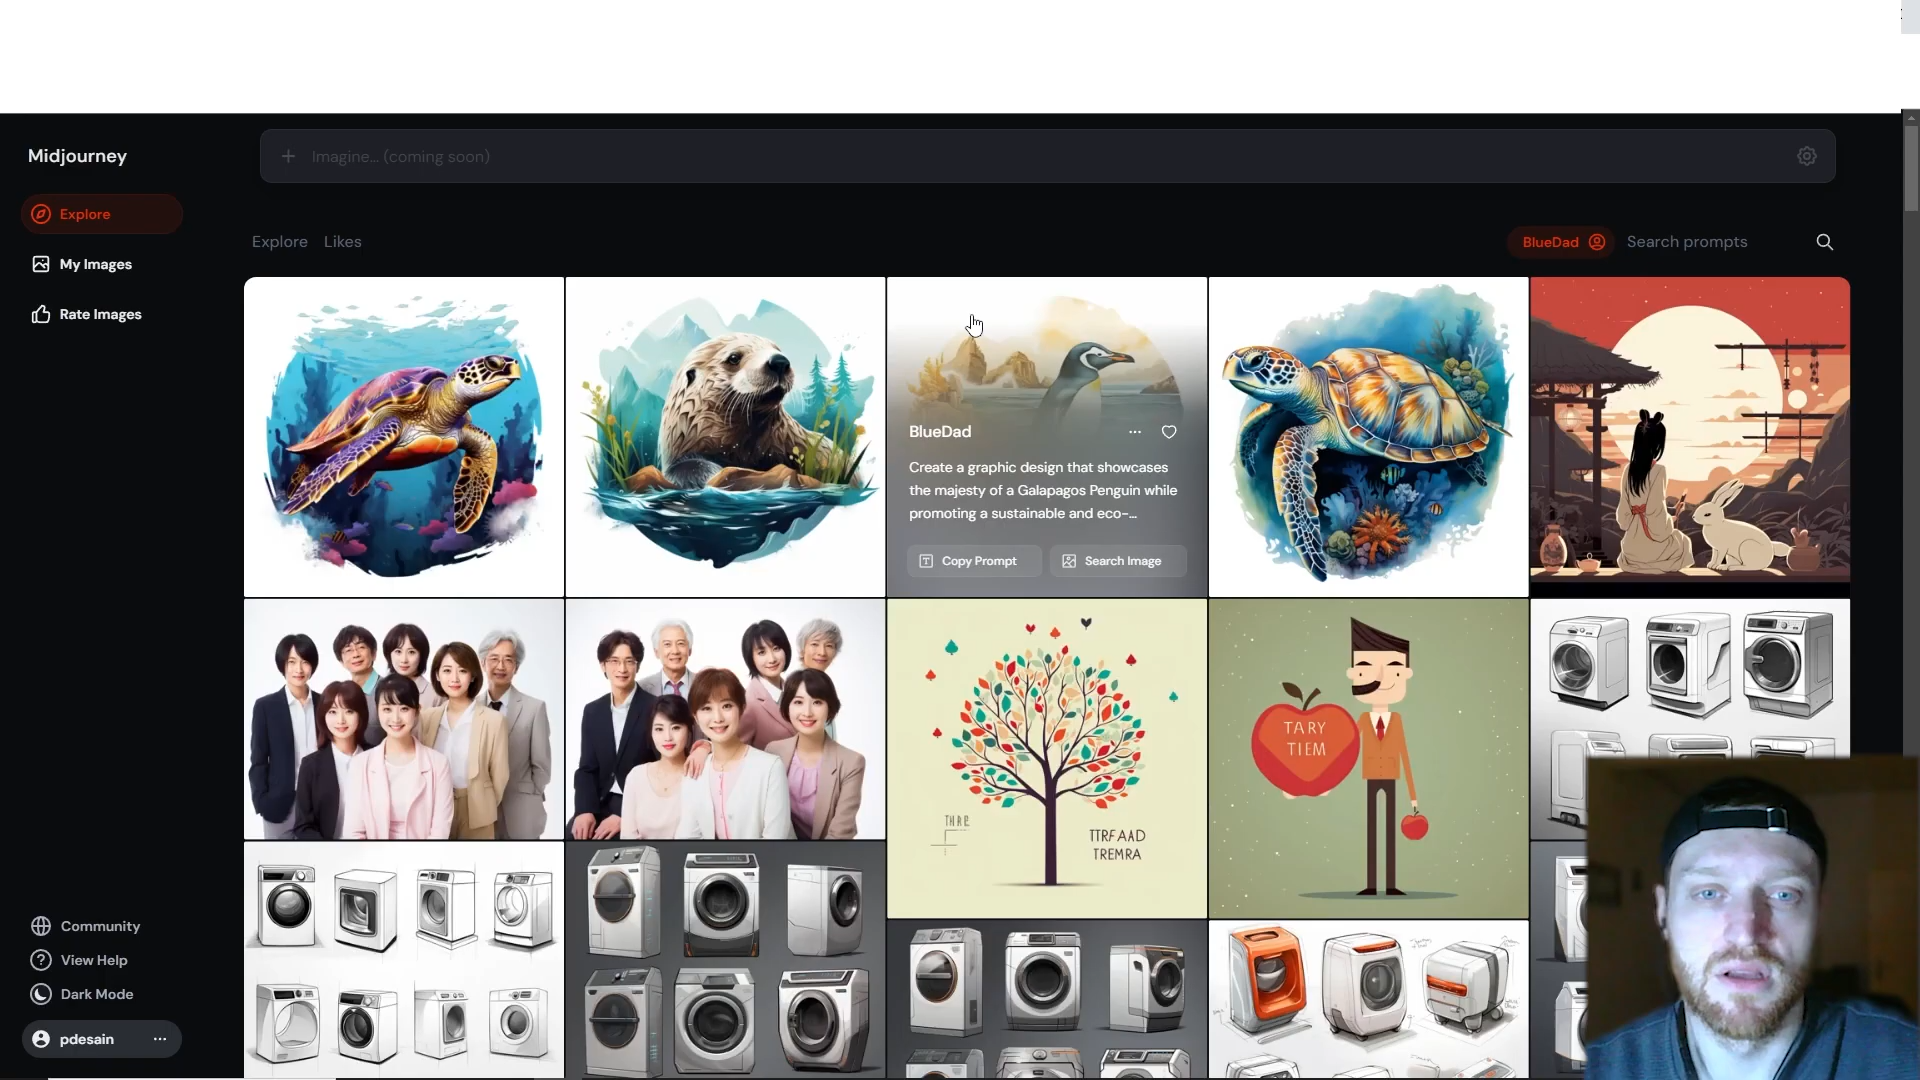 Midjourney
Imagine... (coming soon)
Explore
My Images
Rate Images
Explore Likes
BlueDad
Search prompts
BlueDad
Create a graphic design that showcases
the majesty of a Galapagos Penguin while
promoting a sustainable and eco-...
Copy Prompt
Search Image
TARY
TIEM
THRE
TTRFAAD
TREMRA
Community
View Help
Dark Mode
pdesain